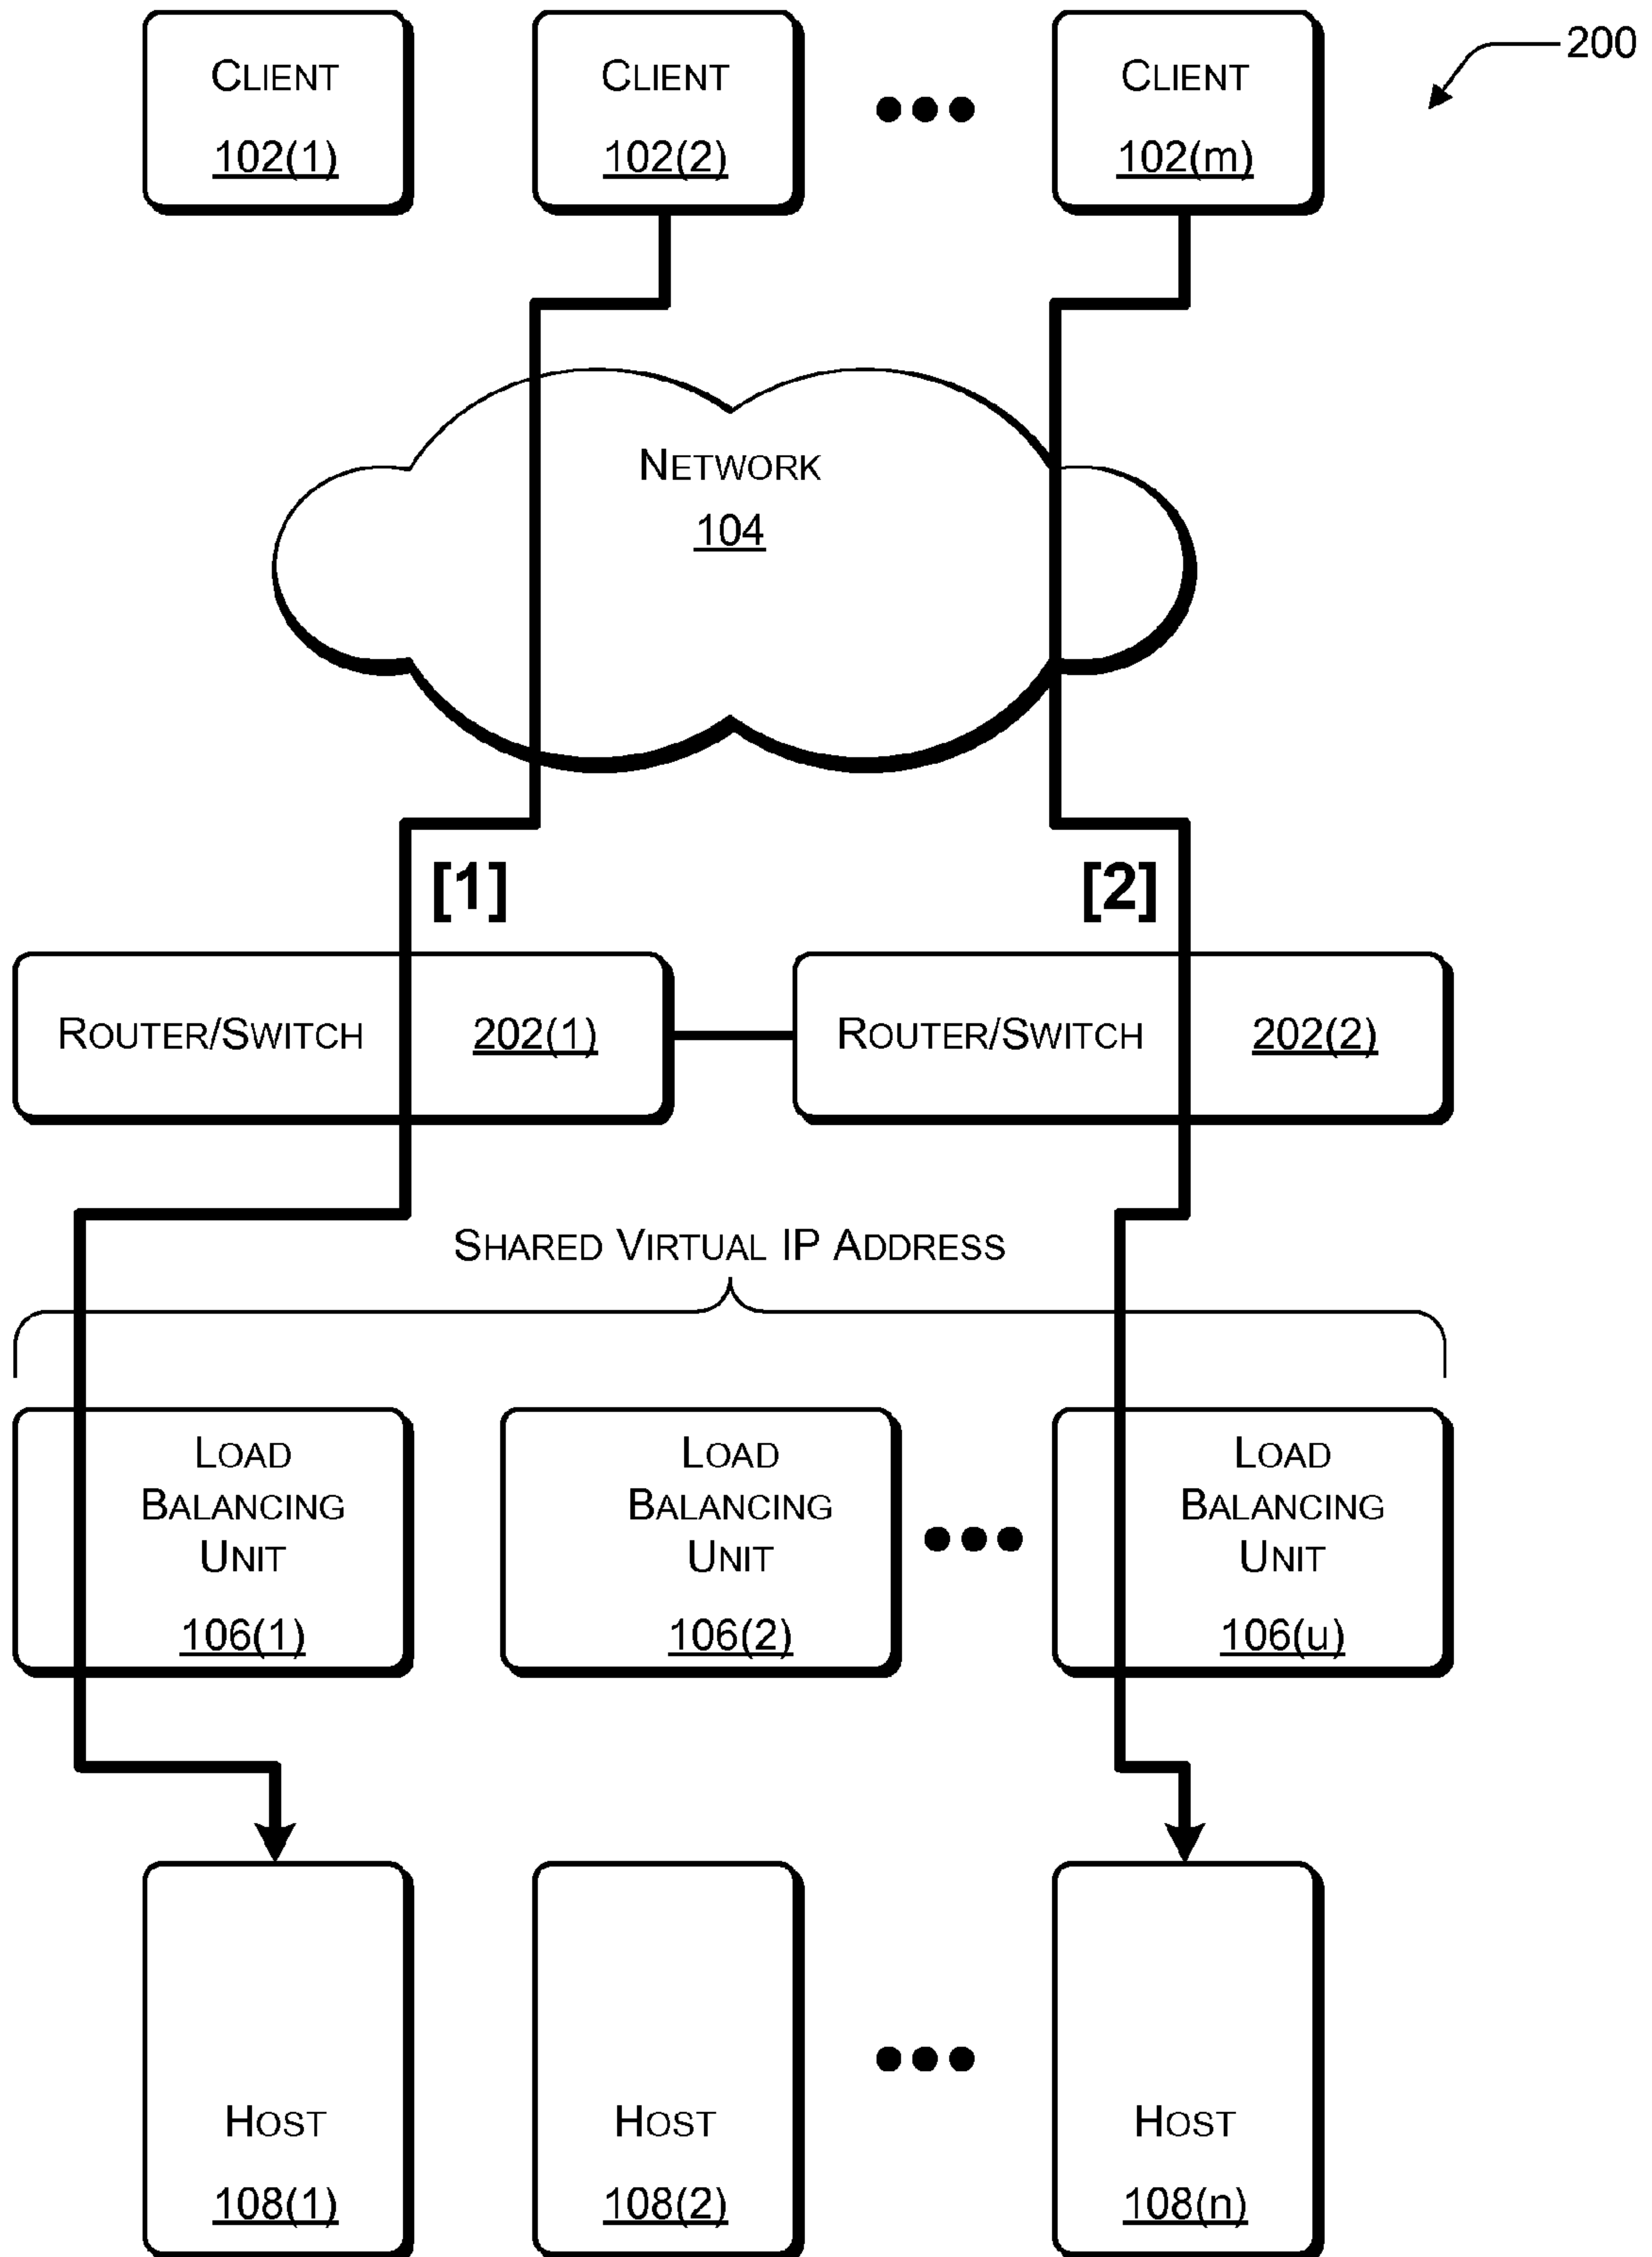 200
CLIENT CLIENT CLIENT
102(1) 102(2) 102(m)
NETWORK
104
[1] [2]
ROUTER/SWITCH 202(1) ROUTER/SWITCH 202(2)
SHARED VIRTUAL IP ADDRESS
LOAD LOAD LOAD
BALANCING BALANCING BALANCING
UNIT UNIT UNIT
106(1) 106(2) 106(u)
HOST HOST HOST
108(1) 108(2) 108(n)